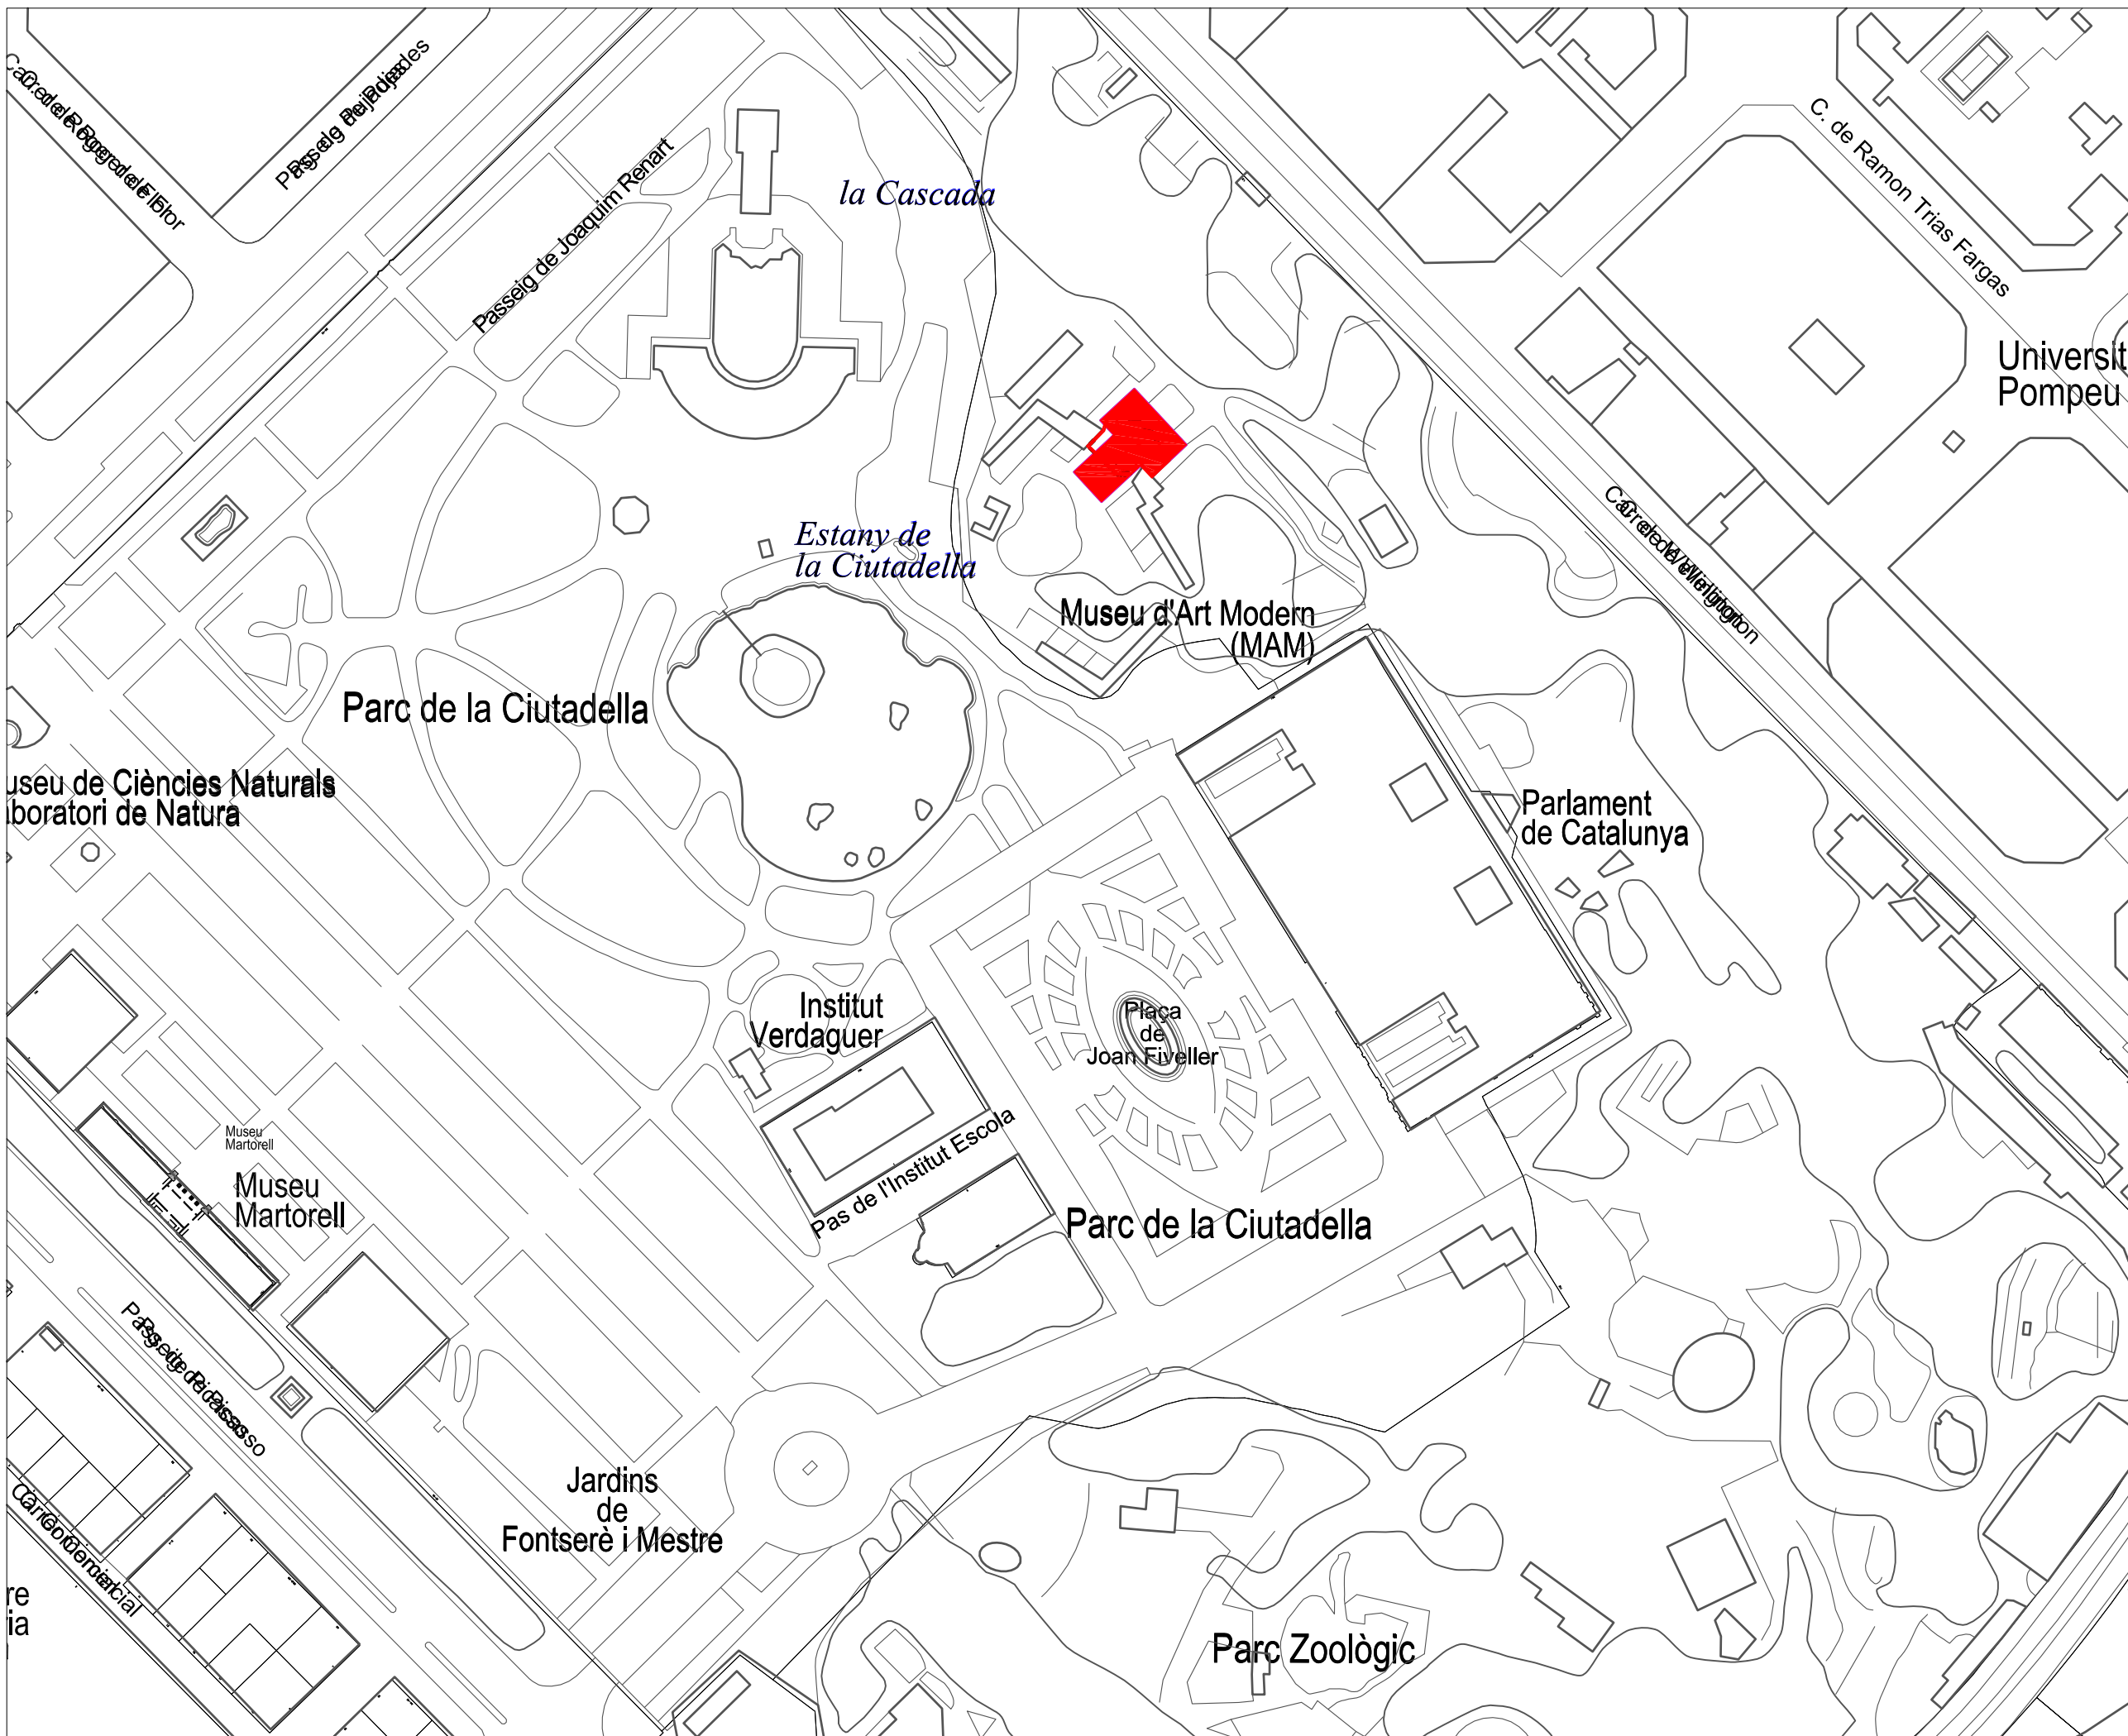 Passeig de Joaquim Renart
la Cascada
C. de Ramon Trias Fargas
Universit
Pompeu
Estany de
la Ciutadella
Museu d'Art Modern
(MAM)
Parc de la Ciutadella
useu de Ciències Naturals
aboratori de Natura
Parlament
de Catalunya
Institut
Verdaguer
Plaça
de
Joan Fiveller
Pas de l'Institut Escola
Museu
Martorell
Museu
Martorell
Parc de la Ciutadella
Jardins
de
Fontserè i Mestre
re
ia
Parc Zoològic